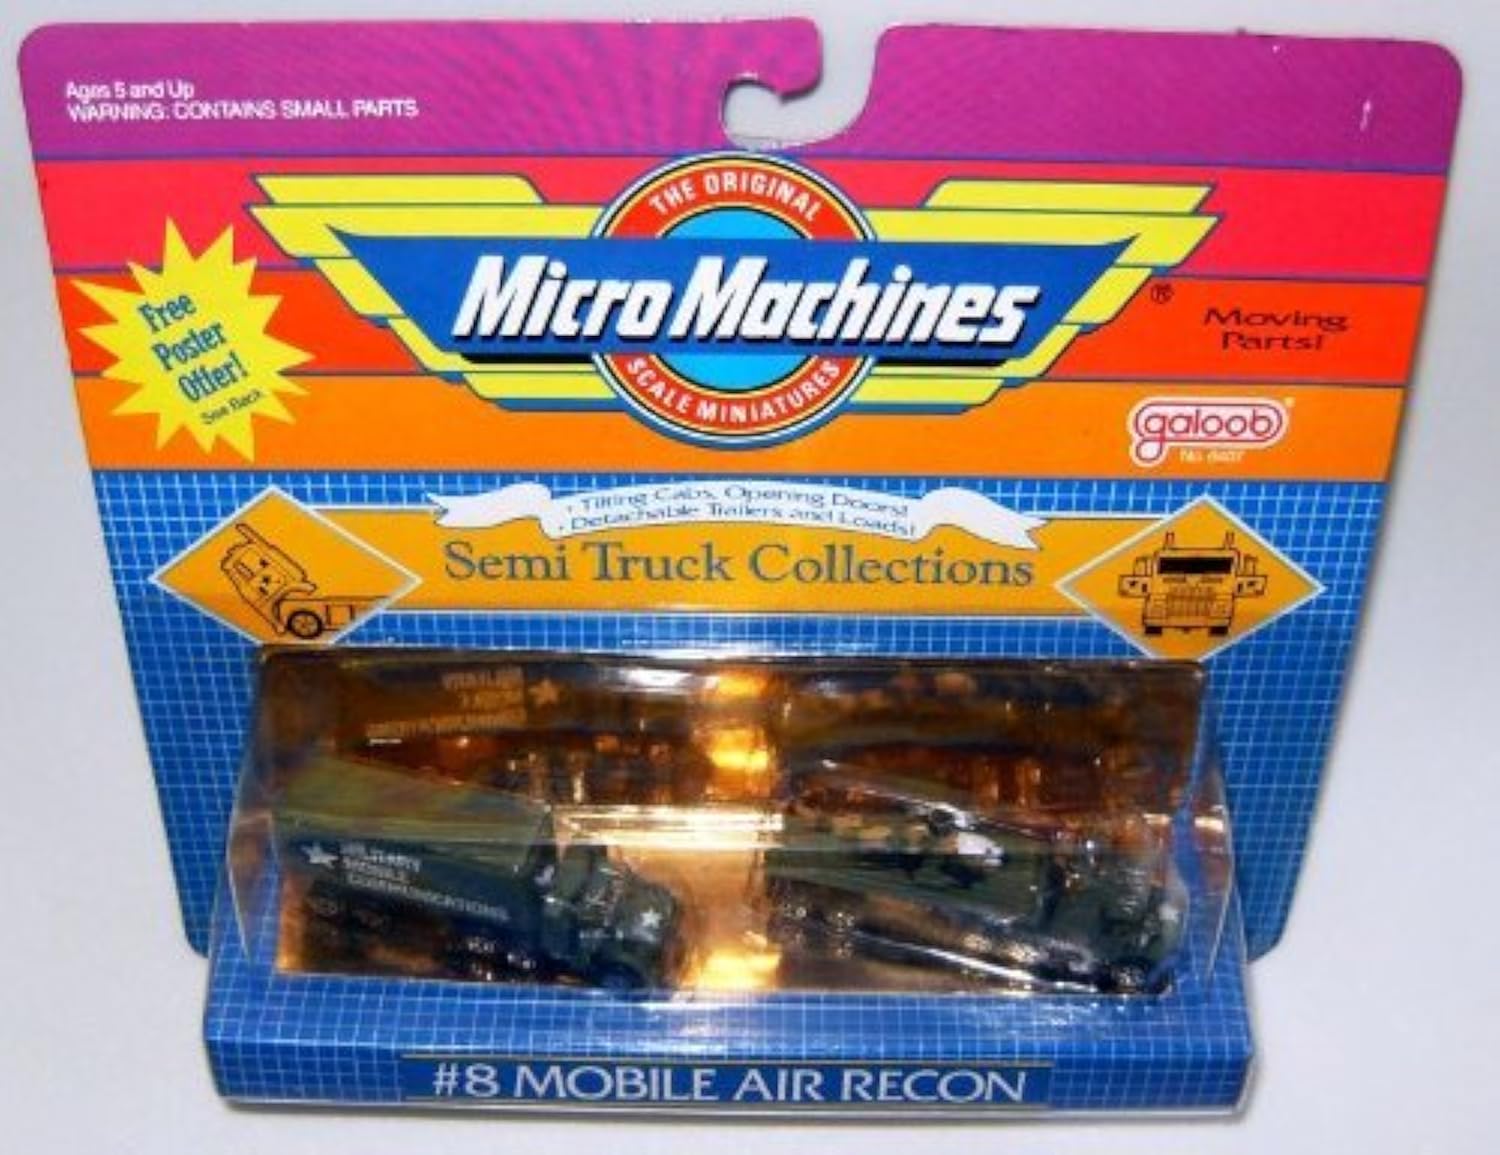 Ages 5 and Up
WARNING: CONTAINS SMALL PARTS
THE ORIGINAL
Micro Machines
®
SCALE MINIATURES
Free
Poster
Offer!
See Back
Moving
Parts!
galoob
• Tilting Cabs, Opening Doors!
• Detachable Trailers and Loads!
Semi Truck Collections
MILITARY
MOBILE
COMMUNICATIONS
#8 MOBILE AIR RECON